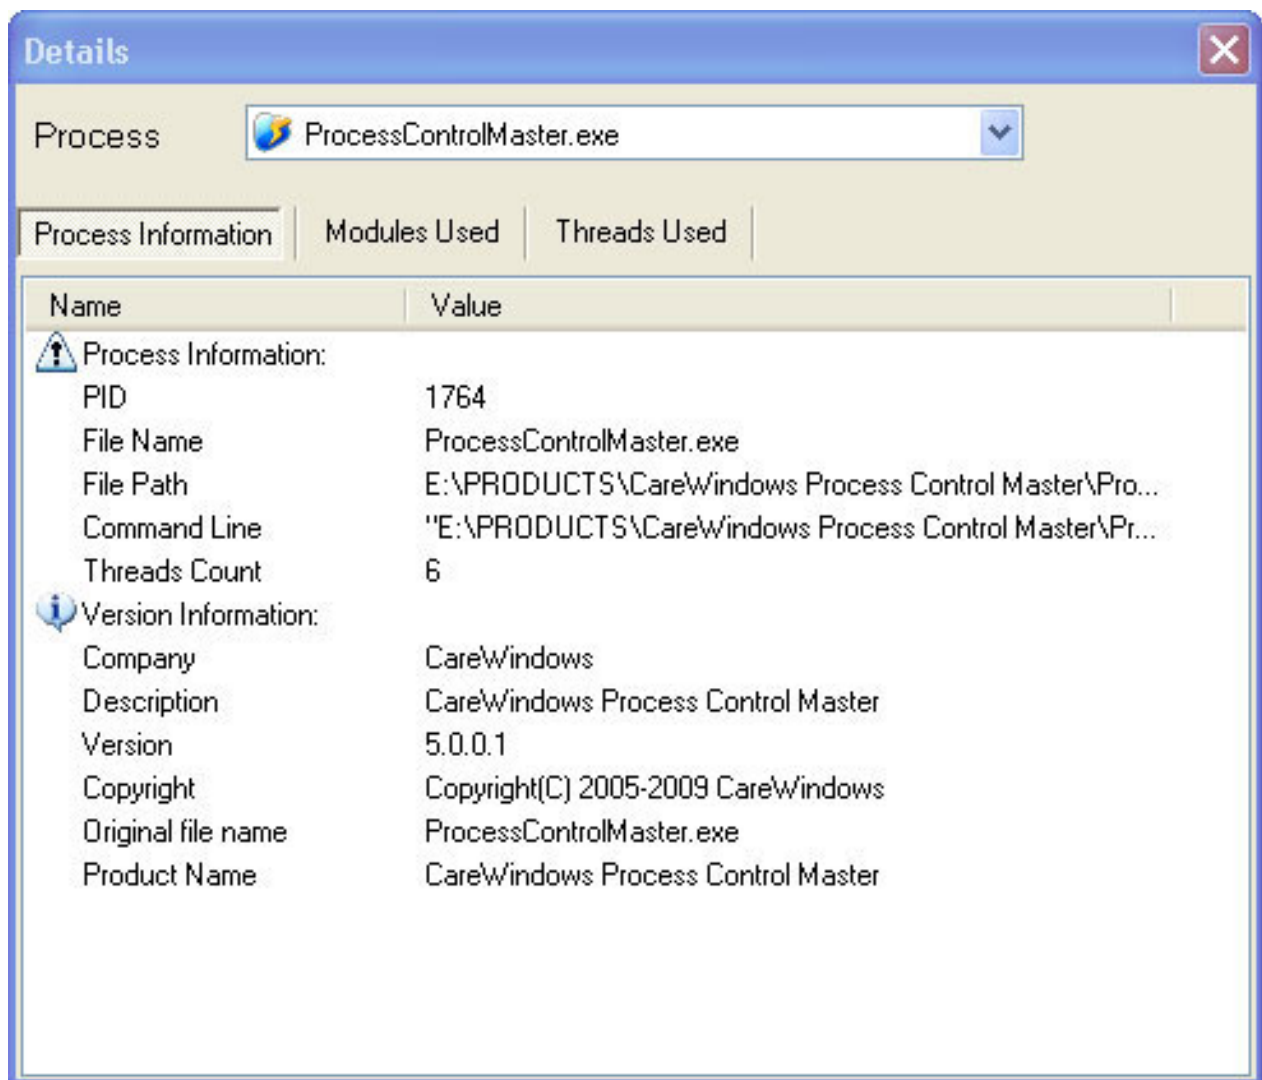 Details
Process ProcessControlMaster.exe
Process Information Modules Used Threads Used
Name Value
Process Information:
PID 1764
File Name ProcessControlMaster.exe
File Path E:\PRODUCTS\CareWindows Process Control Master\Pro...
Command Line "E:\PRODUCTS\CareWindows Process Control Master\Pr...
Threads Count 6
Version Information:
Company CareWindows
Description CareWindows Process Control Master
Version 5.0.0.1
Copyright Copyright(C) 2005-2009 CareWindows
Original file name ProcessControlMaster.exe
Product Name CareWindows Process Control Master